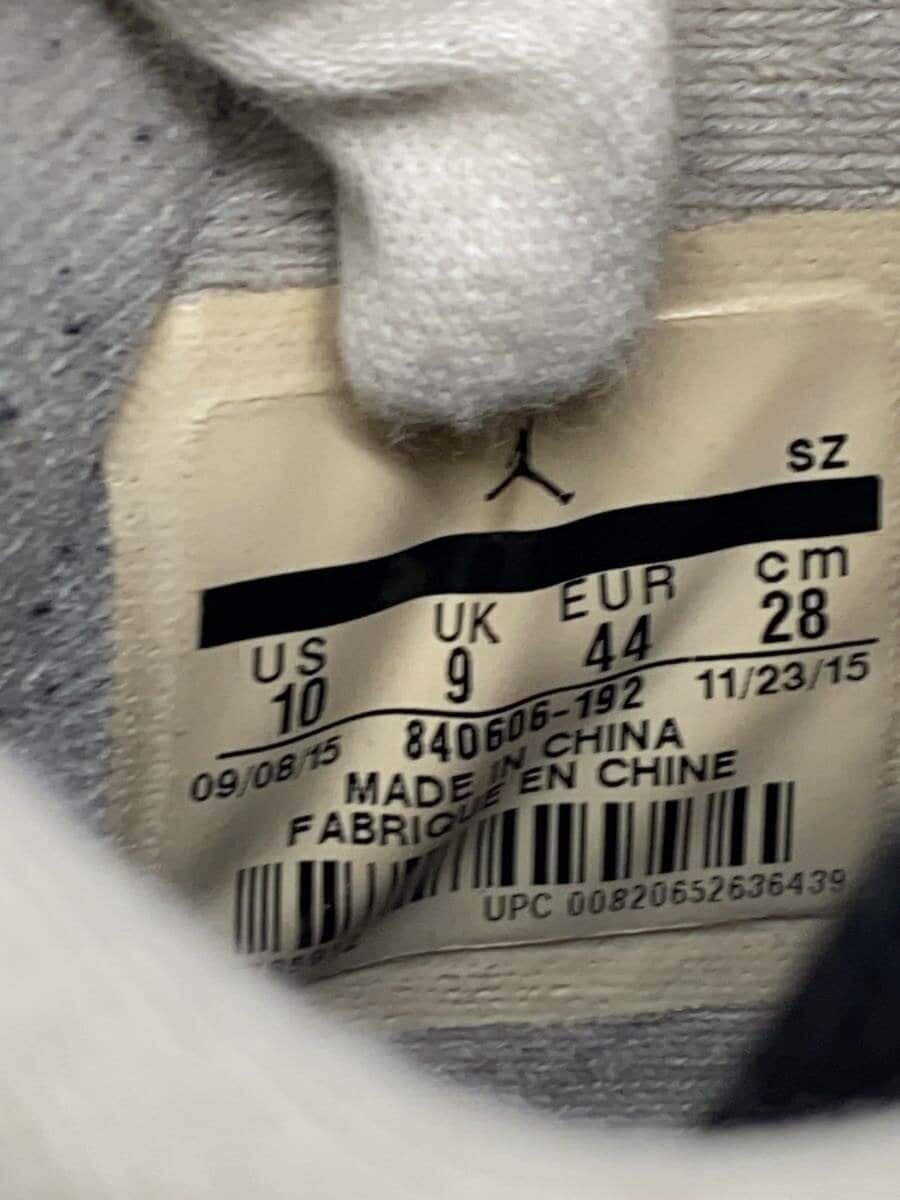 SZ
US UK EUR cm
10 9 44 28
09/08/15 840606-192 11/23/15
MADE IN CHINA
FABRIQUÉ EN CHINE
UPC 00820652636439